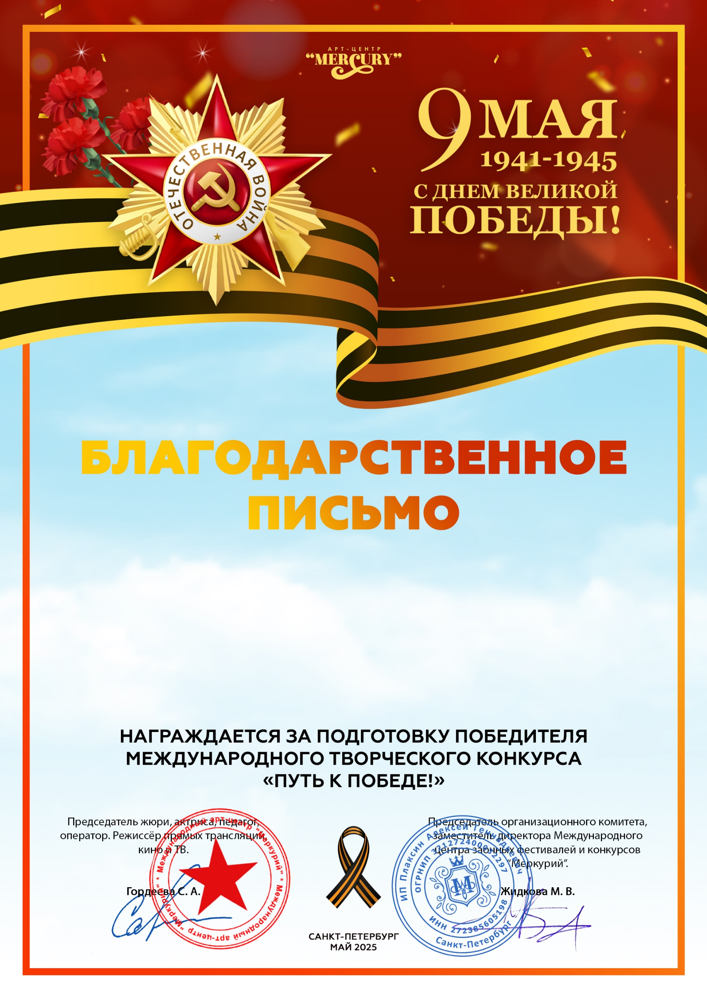 АРТ-ЦЕНТР
“MERCURY”
9 МАЯ
1941-1945
С ДНЕМ ВЕЛИКОЙ
ПОБЕДЫ!
ОТЕЧЕСТВЕННАЯ ВОЙНА
БЛАГОДАРСТВЕННОЕ
ПИСЬМО
НАГРАЖДАЕТСЯ ЗА ПОДГОТОВКУ ПОБЕДИТЕЛЯ
МЕЖДУНАРОДНОГО ТВОРЧЕСКОГО КОНКУРСА
«ПУТЬ К ПОБЕДЕ!»
Председатель жюри, актриса, педагог,
оператор. Режиссёр прямых трансляций,
кино и ТВ.
Гордеева С. А.
Международный арт-центр "Меркурий" * Международный арт-центр "Меркурий" *
САНКТ-ПЕТЕРБУРГ
МАЙ 2025
Председатель организационного комитета,
заместитель директора Международного
центра заочных фестивалей и конкурсов
“Меркурий”.
Жидкова М. В.
ИП Плаксин Алексей Геннадьевич
ОГРНИП 321272400032297
М
ИНН 272385605198
Санкт-Петербург